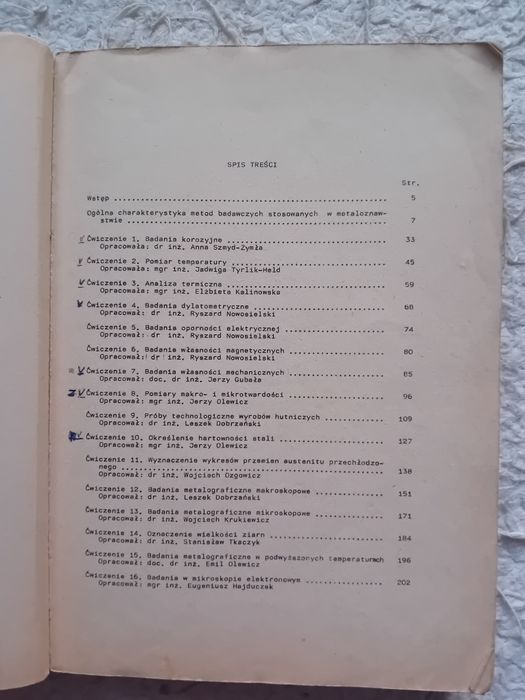 SPIS TREŚCI
Str.
Wstęp ........................................................ 5
Ogólna charakterystyka metod badawczych stosowanych w metaloznaw-
stwie ........................................................ 7
Ćwiczenie 1. Badania korozyjne ................................ 33
Opracowała: dr inż. Anna Szmyd-Żymła
Ćwiczenie 2. Pomiar temperatury ............................... 45
Opracowała: mgr inż. Jadwiga Tyrlik-Held
Ćwiczenie 3. Analiza termiczna ................................ 59
Opracowała: mgr inż. Elżbieta Kalinowska
Ćwiczenie 4. Badania dylatometryczne .......................... 68
Opracował: dr inż. Ryszard Nowosielski
Ćwiczenie 5. Badania oporności elektrycznej ................... 74
Opracował: dr inż. Ryszard Nowosielski
Ćwiczenie 6. Badania własności magnetycznych .................. 80
Opracował: dr inż. Ryszard Nowosielski
Ćwiczenie 7. Badania własności mechanicznych .................. 85
Opracował: doc. dr inż. Jerzy Gubała
Ćwiczenie 8. Pomiary makro- i mikrotwardości .................. 96
Opracował: mgr inż. Jerzy Olewicz
Ćwiczenie 9. Próby technologiczne wyrobów hutniczych .......... 109
Opracował: dr inż. Leszek Dobrzański
Ćwiczenie 10. Określenie hartowności stali .................... 127
Opracował: mgr inż. Jerzy Olewicz
Ćwiczenie 11. Wyznaczenie wykresów przemian austenitu przechłodzo-
nego .......................................................... 138
Opracował: dr inż. Wojciech Ozgowicz
Ćwiczenie 12. Badania metalograficzne makroskopowe ............ 151
Opracował: dr inż. Leszek Dobrzański
Ćwiczenie 13. Badania metalograficzne mikroskopowe ............ 171
Opracował: dr inż. Wojciech Krukiewicz
Ćwiczenie 14. Oznaczenie wielkości ziarn ...................... 184
Opracował: dr inż. Stanisław Tkaczyk
Ćwiczenie 15. Badania metalograficzne w podwyższonych temperaturach 196
Opracował: doc. dr inż. Emil Olewicz
Ćwiczenie 16. Badania w mikroskopie elektronowym .............. 202
Opracował: mgr inż. Eugeniusz Hajduczek